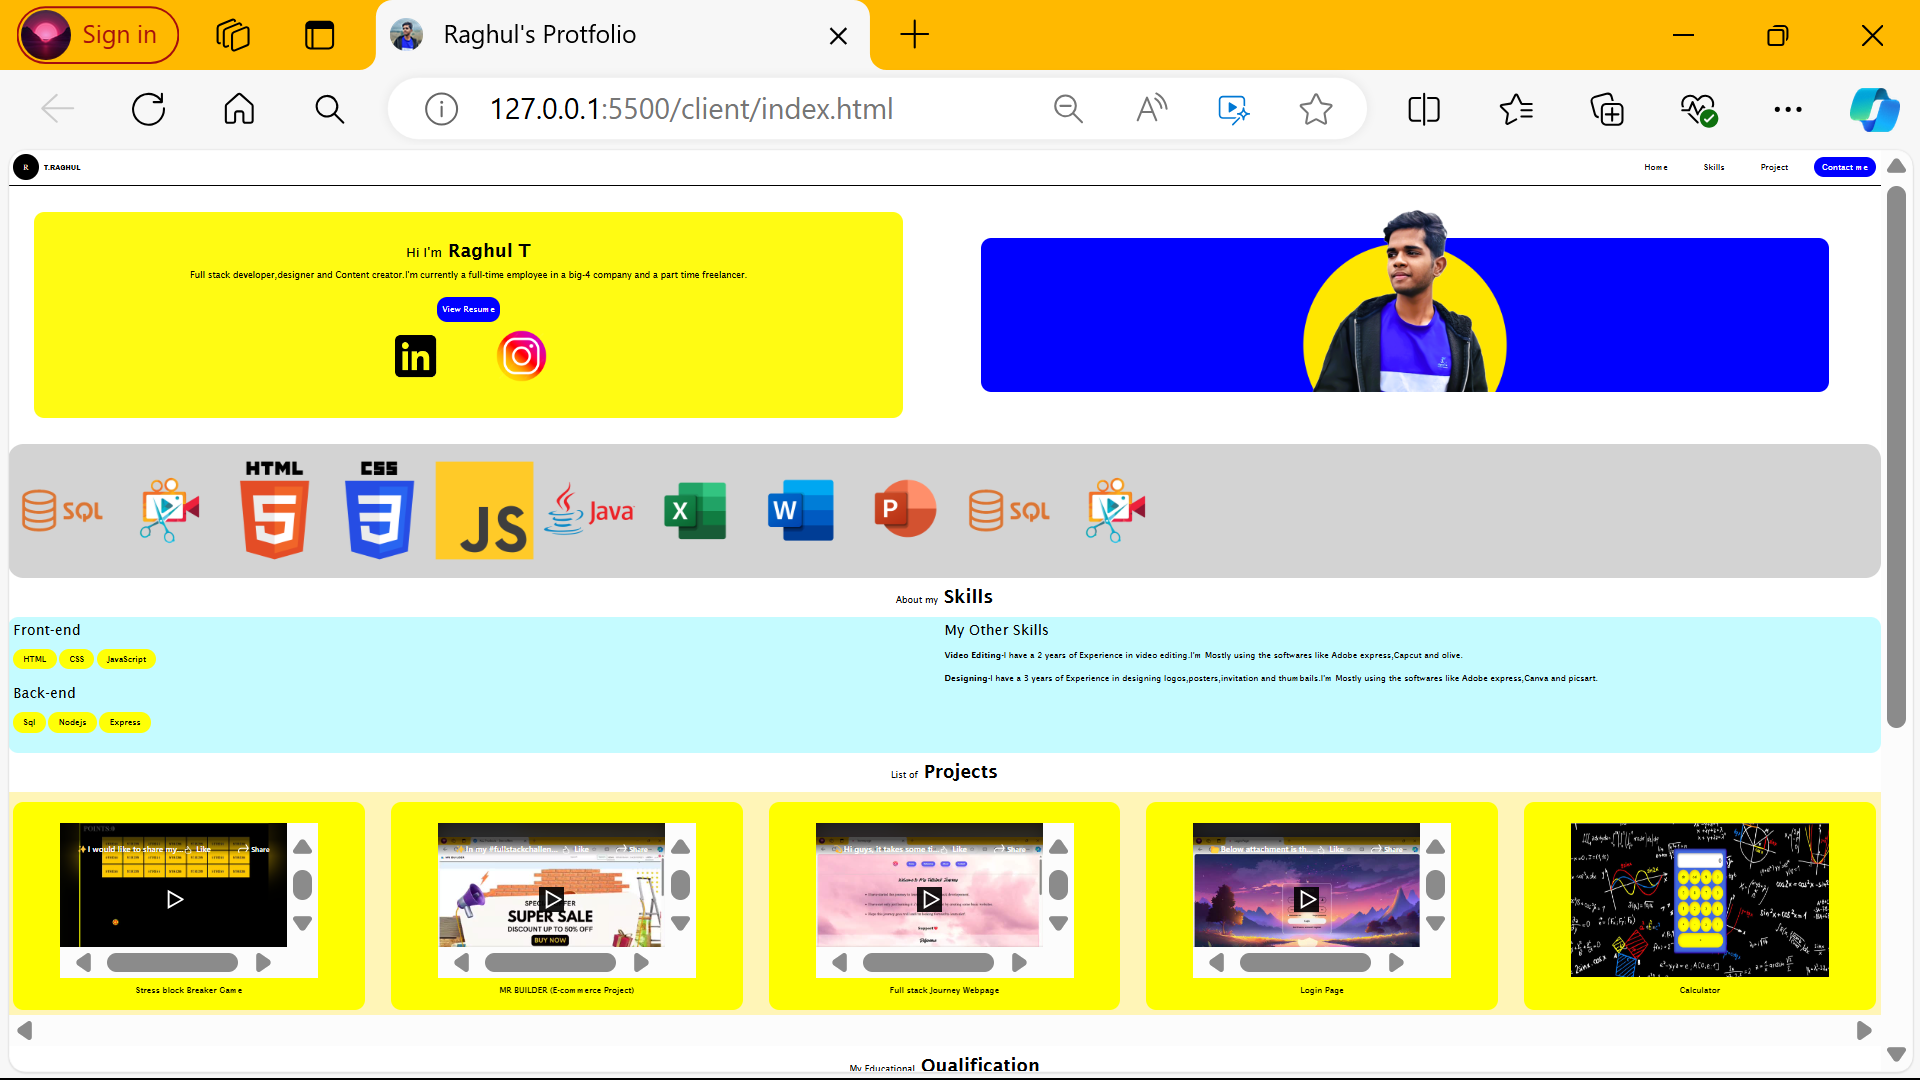 Sign in
Raghul's Protfolio
127.0.0.1:5500/client/index.html
R T.RAGHUL
Home Skills Project Contact me
Hi I'm Raghul T
Full stack developer,designer and Content creator.I'm currently a full-time employee in a big-4 company and a part time freelancer.
View Resume
in
SQL HTML 5 CSS 3 JS Java X W P SQL
About my Skills
Front-end
HTML CSS JavaScript
Back-end
Sql Nodejs Express
My Other Skills
Video Editing-I have a 2 years of Experience in video editing.I'm Mostly using the softwares like Adobe express,Capcut and olive.
Designing-I have a 3 years of Experience in designing logos,posters,invitation and thumbails.I'm Mostly using the softwares like Adobe express,Canva and picsart.
List of Projects
POINTS 0
I would like to share my... Like Share
Stress block Breaker Game
In my #fullstackchallen... Like Share
MR BUILDER
SUPER SALE
DISCOUNT UP TO 50% OFF
BUY NOW
MR BUILDER (E-commerce Project)
Hi guys, it takes some ti... Like Share
Full stack Journey Webpage
Below attachment is th... Like Share
Login Page
Calculator
My Educational Qualification